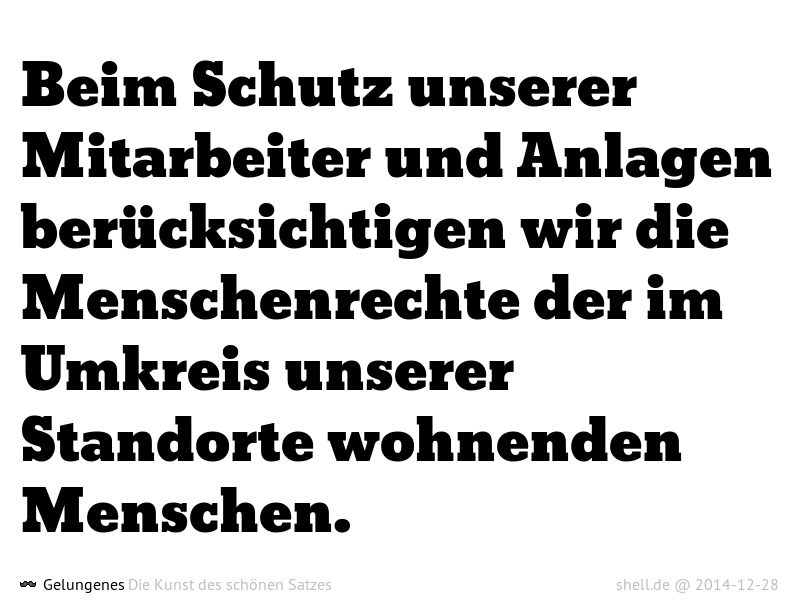 Beim Schutz unserer
Mitarbeiter und Anlagen
berücksichtigen wir die
Menschenrechte der im
Umkreis unserer
Standorte wohnenden
Menschen.
Gelungenes Die Kunst des schönen Satzes shell.de @ 2014-12-28